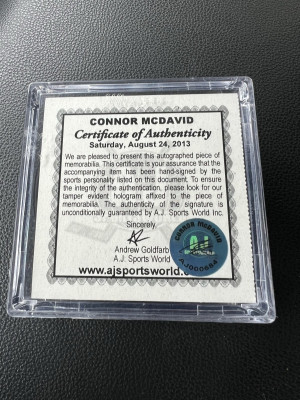 CONNOR MCDAVID
Certificate of Authenticity
Saturday, August 24, 2013
We are pleased to present this autographed piece of
memorabilia. This certificate is your assurance that the
accompanying item has been hand-signed by the
sports personality listed on this document. To ensure
the integrity of the authentication, please look for our
tamper evident hologram affixed to the piece of
memorabilia. The authenticity of the signature is
unconditionally guaranteed by A.J. Sports World Inc.
Sincerely,
Andrew Goldfarb
A.J. Sports World
www.ajsportsworld.
CONNOR MCDAVID
AJ